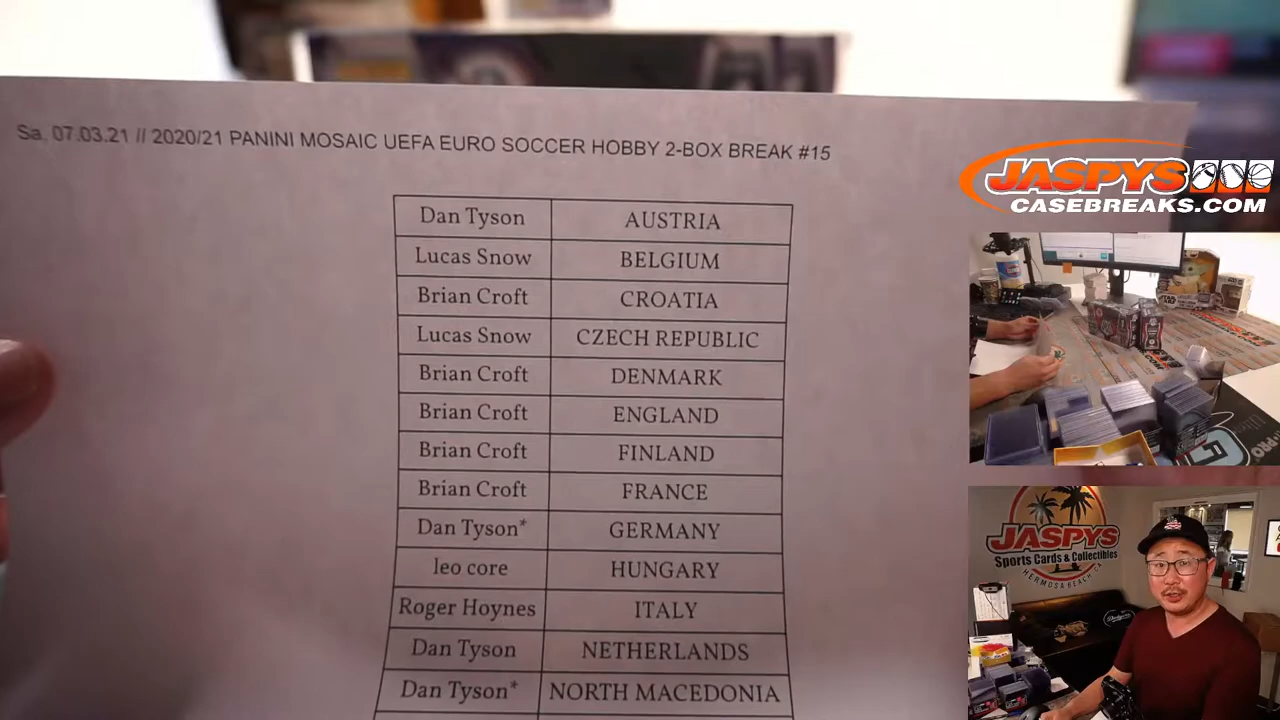 Sa, 07.03.21 // 2020/21 PANINI MOSAIC UEFA EURO SOCCER HOBBY 2-BOX BREAK #15
Dan Tyson AUSTRIA
Lucas Snow BELGIUM
Brian Croft CROATIA
Lucas Snow CZECH REPUBLIC
Brian Croft DENMARK
Brian Croft ENGLAND
Brian Croft FINLAND
Brian Croft FRANCE
Dan Tyson* GERMANY
leo core HUNGARY
Roger Hoynes ITALY
Dan Tyson NETHERLANDS
Dan Tyson* NORTH MACEDONIA
JASPYS
CASEBREAKS.COM
JASPYS
Sports Cards & Collectibles
HERMOSA BEACH, CA
Dodgers